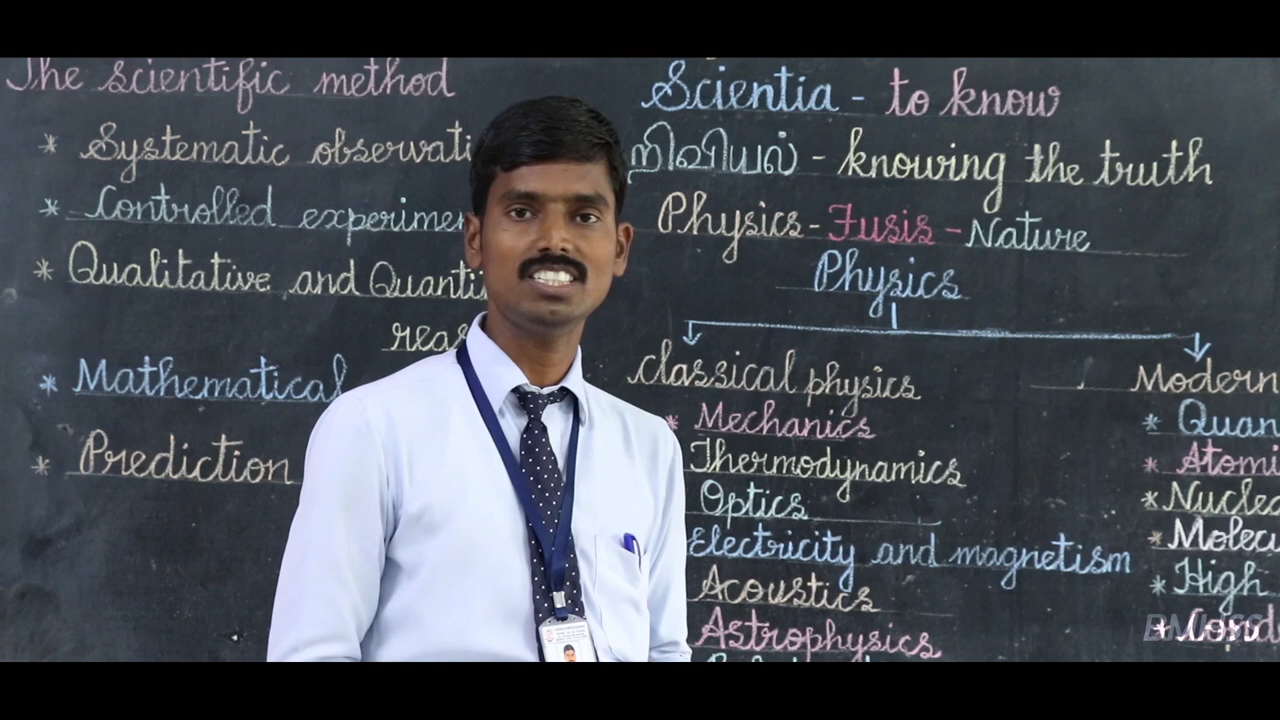 The scientific method
* Systematic observati
* Controlled experimen
* Qualitative and Quanti
reas
* Mathematical
* Prediction
Scientia - to know
றிவியல் - knowing the truth
Physics - Fusis - Nature
Physics
classical physics
* Mechanics
Thermodynamics
Optics
Electricity and magnetism
Acoustics
Astrophysics
Modern
* Quan
* Atomi
* Nuclea
* Molecu
* High
* Cond